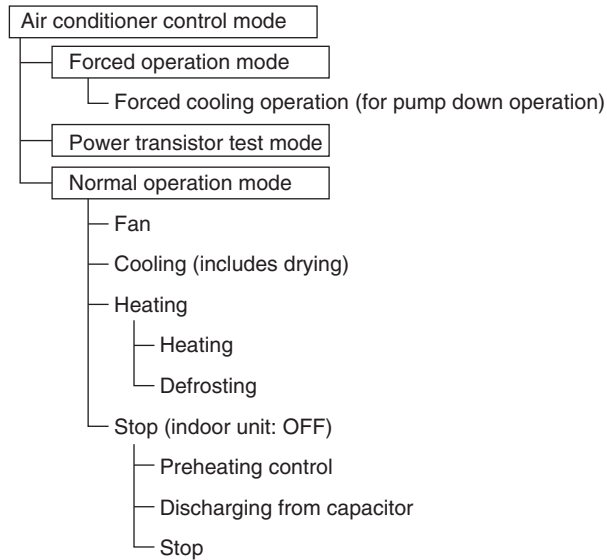 Air conditioner control mode
Forced operation mode
Forced cooling operation (for pump down operation)
Power transistor test mode
Normal operation mode
Fan
Cooling (includes drying)
Heating
Heating
Defrosting
Stop (indoor unit: OFF)
Preheating control
Discharging from capacitor
Stop